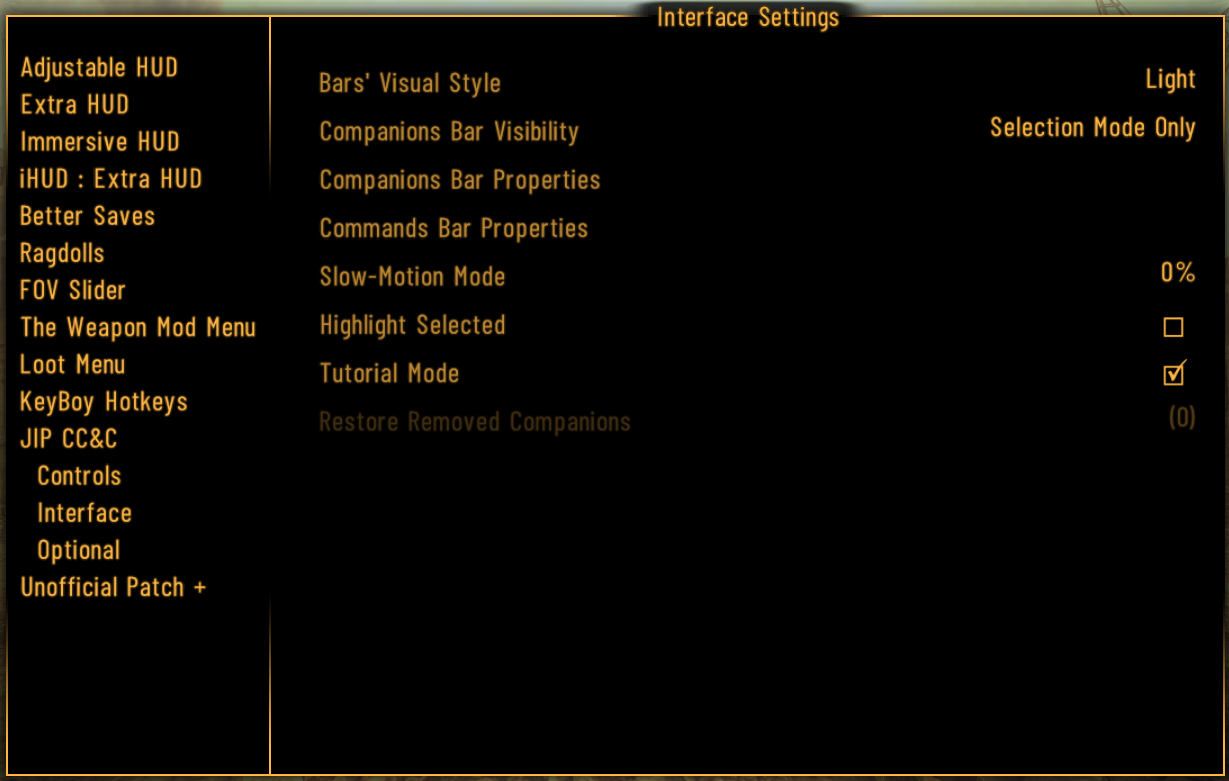 Interface Settings
Adjustable HUD
Extra HUD
Immersive HUD
iHUD : Extra HUD
Better Saves
Ragdolls
FOV Slider
The Weapon Mod Menu
Loot Menu
KeyBoy Hotkeys
JIP CC&C
Controls
Interface
Optional
Unofficial Patch +
Bars' Visual Style Light
Companions Bar Visibility Selection Mode Only
Companions Bar Properties
Commands Bar Properties
Slow-Motion Mode 0%
Highlight Selected
Tutorial Mode
Restore Removed Companions (0)